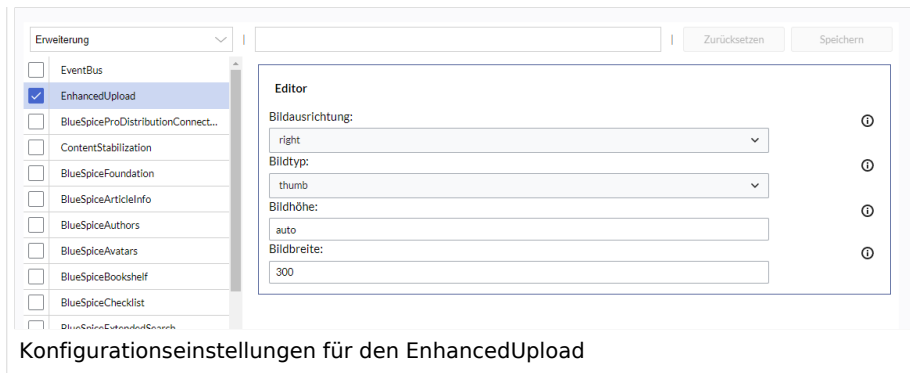 Erweiterung
Zurücksetzen
Speichern
EventBus
EnhancedUpload
BlueSpiceProDistributionConnect...
ContentStabilization
BlueSpiceFoundation
BlueSpiceArticleInfo
BlueSpiceAuthors
BlueSpiceAvatars
BlueSpiceBookshelf
BlueSpiceChecklist
BlueSpiceExtendedSearch
Editor
Bildausrichtung:
right
Bildtyp:
thumb
Bildhöhe:
auto
Bildbreite:
300
Konfigurationseinstellungen für den EnhancedUpload